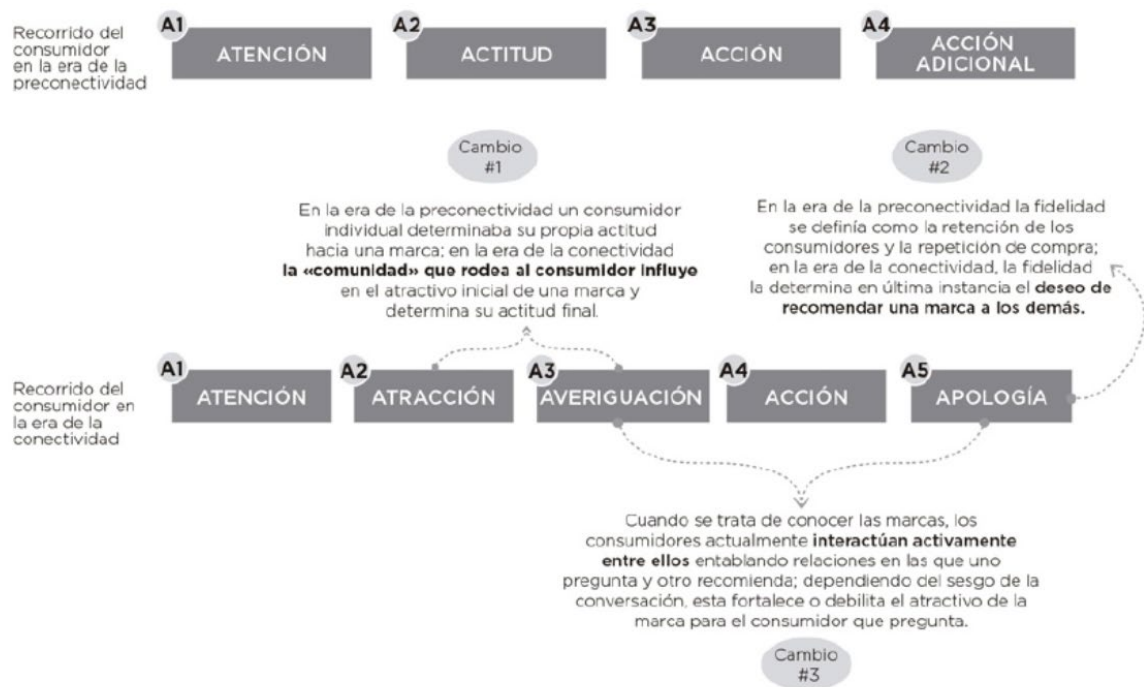 Recorrido del
consumidor
en la era de la
preconectividad
A1
ATENCIÓN
A2
ACTITUD
A3
ACCIÓN
A4
ACCIÓN
ADICIONAL
Cambio
#1
En la era de la preconectividad un consumidor
individual determinaba su propia actitud
hacia una marca; en la era de la conectividad
la «comunidad» que rodea al consumidor influye
en el atractivo inicial de una marca y
determina su actitud final.
Cambio
#2
En la era de la preconectividad la fidelidad
se definía como la retención de los
consumidores y la repetición de compra;
en la era de la conectividad, la fidelidad
la determina en última instancia el deseo de
recomendar una marca a los demás.
Recorrido del
consumidor en
la era de la
conectividad
A1
ATENCIÓN
A2
ATRACCIÓN
A3
AVERIGUACIÓN
A4
ACCIÓN
A5
APOLOGÍA
Cuando se trata de conocer las marcas, los
consumidores actualmente interactúan activamente
entre ellos entablando relaciones en las que uno
pregunta y otro recomienda; dependiendo del sesgo de la
conversación, esta fortalece o debilita el atractivo de la
marca para el consumidor que pregunta.
Cambio
#3